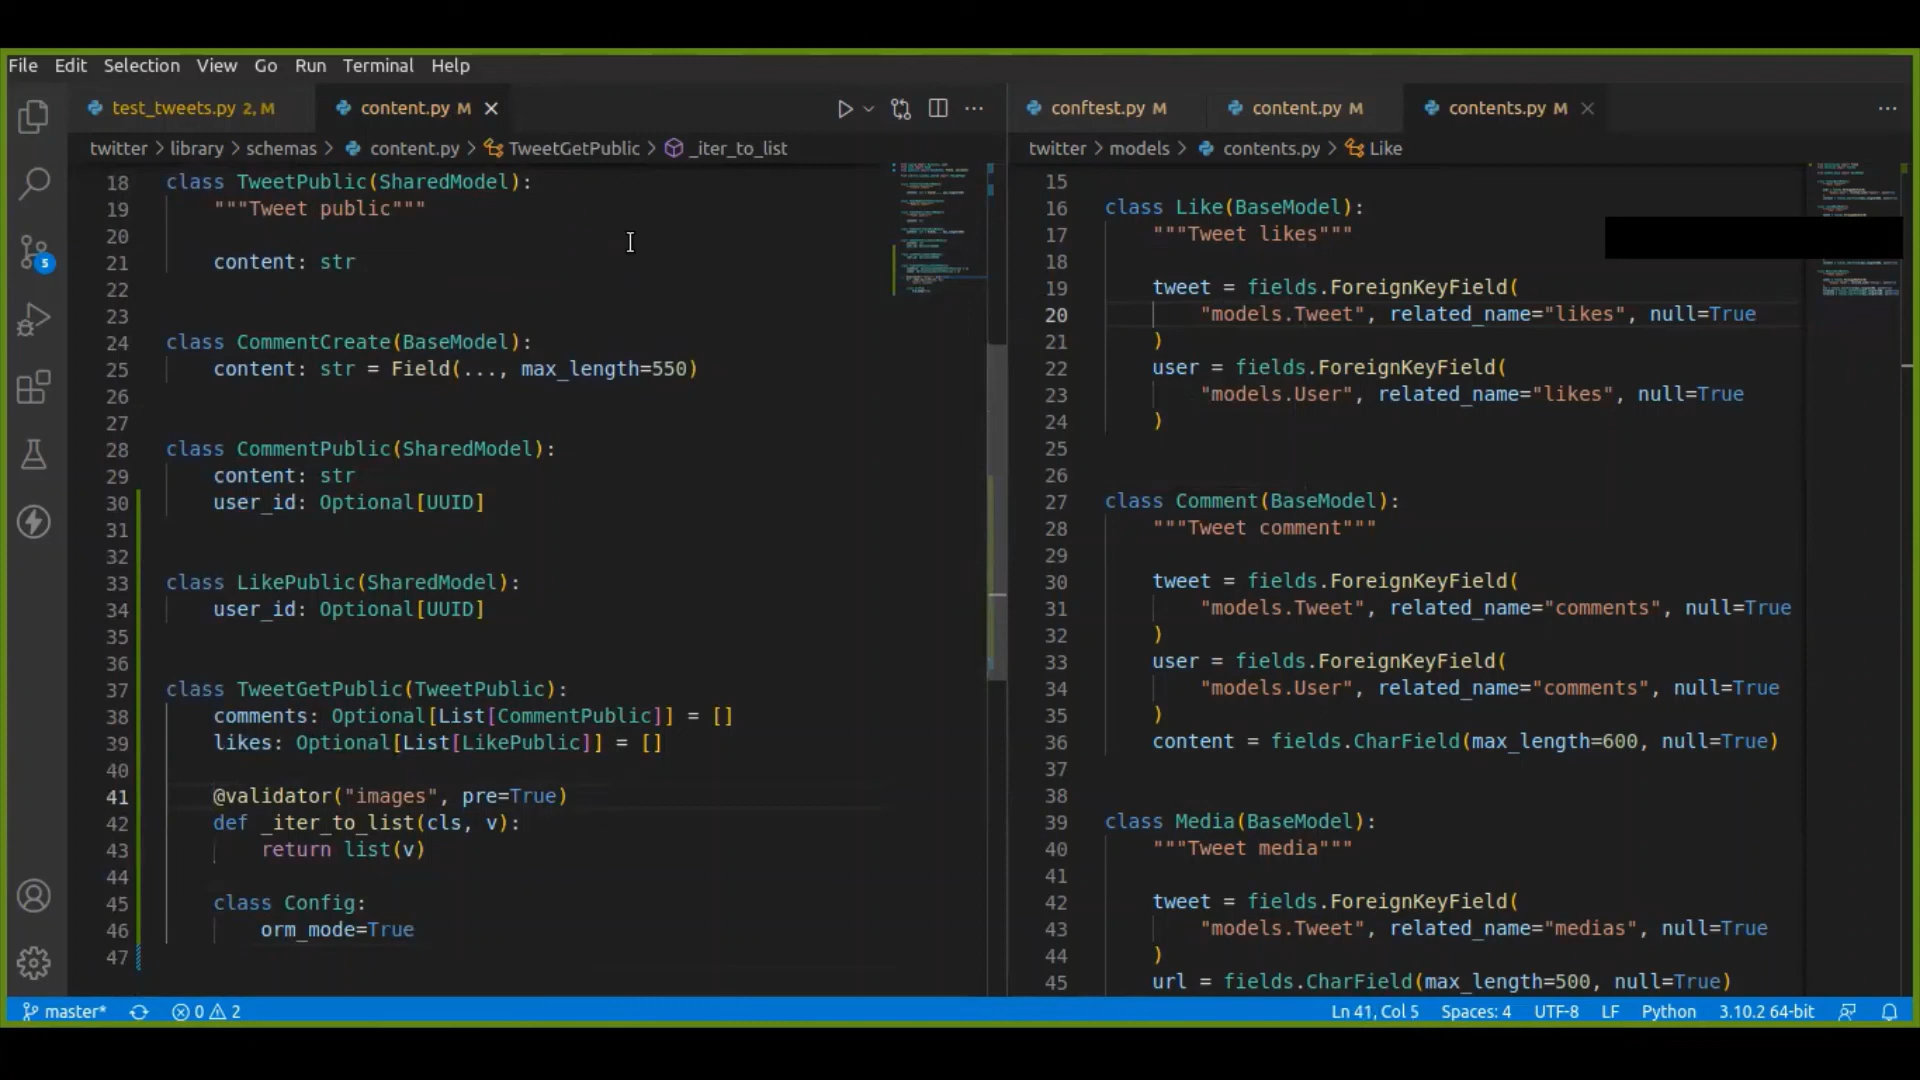 File Edit Selection View Go Run Terminal Help
test_tweets.py 2, M
content.py M
twitter > library > schemas > content.py > TweetGetPublic > _iter_to_list
18 class TweetPublic(SharedModel):
19 """Tweet public"""
20
21 content: str
22
23
24 class CommentCreate(BaseModel):
25 content: str = Field(..., max_length=550)
26
27
28 class CommentPublic(SharedModel):
29 content: str
30 user_id: Optional[UUID]
31
32
33 class LikePublic(SharedModel):
34 user_id: Optional[UUID]
35
36
37 class TweetGetPublic(TweetPublic):
38 comments: Optional[List[CommentPublic]] = []
39 likes: Optional[List[LikePublic]] = []
40
41 @validator("images", pre=True)
42 def _iter_to_list(cls, v):
43 return list(v)
44
45 class Config:
46 orm_mode=True
47
conftest.py M
content.py M
contents.py M
twitter > models > contents.py > Like
15
16 class Like(BaseModel):
17 """Tweet likes"""
18
19 tweet = fields.ForeignKeyField(
20 "models.Tweet", related_name="likes", null=True
21 )
22 user = fields.ForeignKeyField(
23 "models.User", related_name="likes", null=True
24 )
25
26
27 class Comment(BaseModel):
28 """Tweet comment"""
29
30 tweet = fields.ForeignKeyField(
31 "models.Tweet", related_name="comments", null=True
32 )
33 user = fields.ForeignKeyField(
34 "models.User", related_name="comments", null=True
35 )
36 content = fields.CharField(max_length=600, null=True)
37
38
39 class Media(BaseModel):
40 """Tweet media"""
41
42 tweet = fields.ForeignKeyField(
43 "models.Tweet", related_name="medias", null=True
44 )
45 url = fields.CharField(max_length=500, null=True)
5
master* 0 2
Ln 41, Col 5 Spaces: 4 UTF-8 LF Python 3.10.2 64-bit